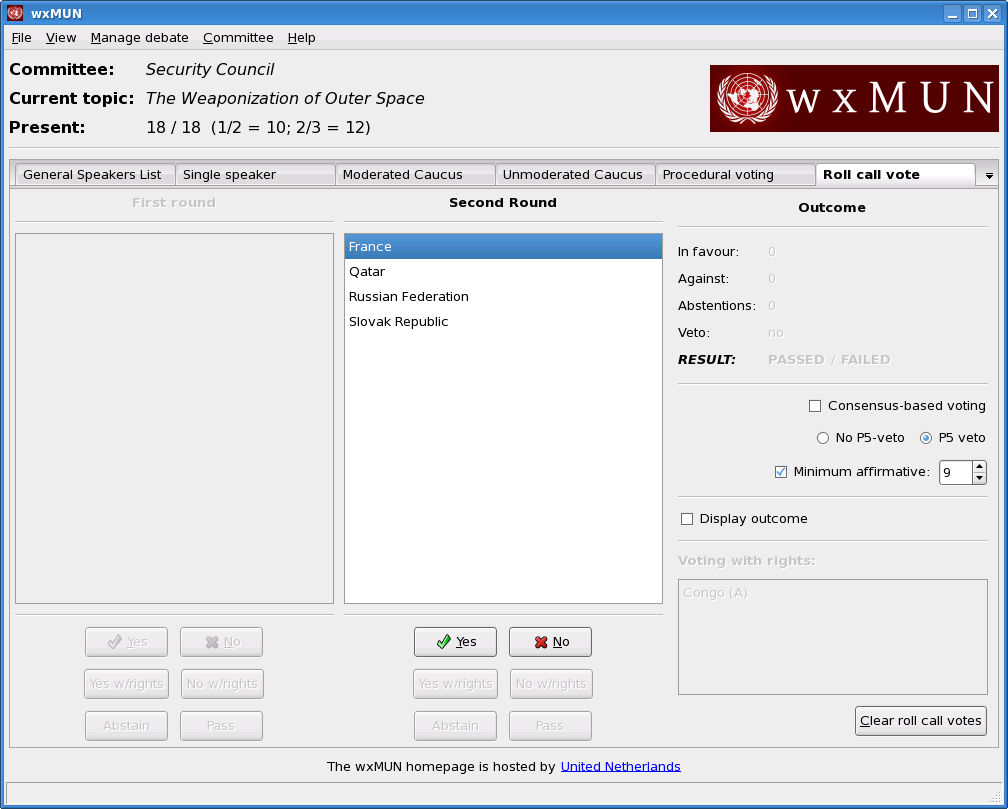 wxMUN
File View Manage debate Committee Help
Committee: Security Council
Current topic: The Weaponization of Outer Space
Present: 18 / 18 (1/2 = 10; 2/3 = 12)
wxMUN
General Speakers List Single speaker Moderated Caucus Unmoderated Caucus Procedural voting Roll call vote
First round
Second Round
France
Qatar
Russian Federation
Slovak Republic
Yes No
Yes w/rights No w/rights
Abstain Pass
Yes No
Yes w/rights No w/rights
Abstain Pass
Outcome
In favour: 0
Against: 0
Abstentions: 0
Veto: no
RESULT: PASSED / FAILED
Consensus-based voting
No P5-veto P5 veto
Minimum affirmative: 9
Display outcome
Voting with rights:
Congo (A)
Clear roll call votes
The wxMUN homepage is hosted by United Netherlands